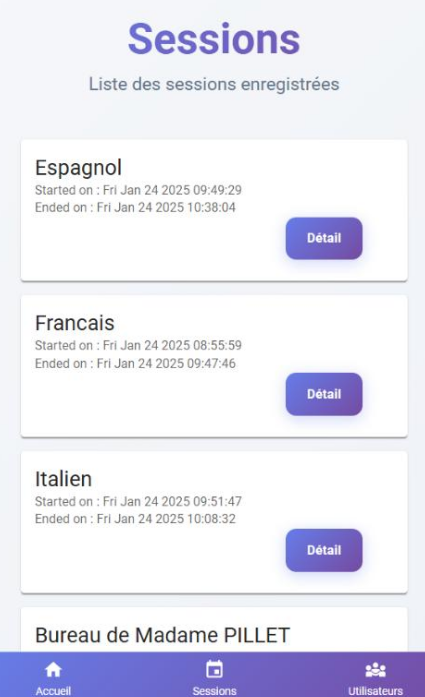 Sessions
Liste des sessions enregistrées
Espagnol
Started on : Fri Jan 24 2025 09:49:29
Ended on : Fri Jan 24 2025 10:38:04
Détail
Francais
Started on : Fri Jan 24 2025 08:55:59
Ended on : Fri Jan 24 2025 09:47:46
Détail
Italien
Started on : Fri Jan 24 2025 09:51:47
Ended on : Fri Jan 24 2025 10:08:32
Détail
Bureau de Madame PILLET
Accueil Sessions Utilisateurs